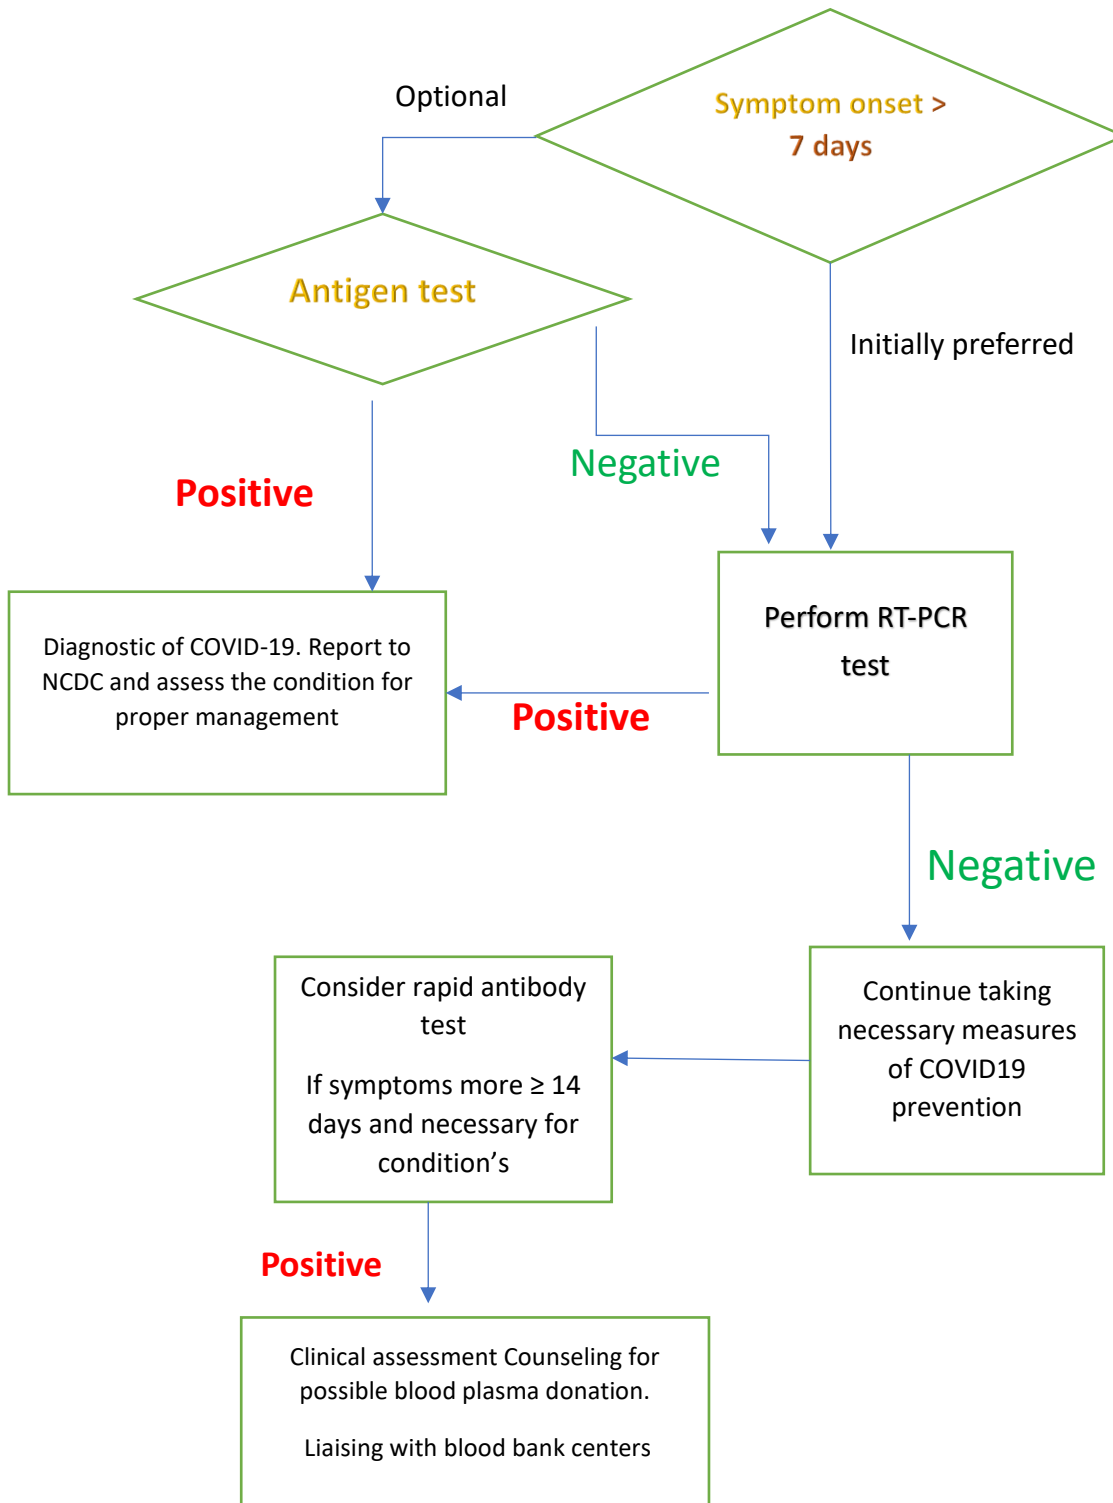 Optional
Symptom onset >
7 days
Antigen test
Initially preferred
Negative
Positive
Perform RT-PCR
test
Diagnostic of COVID-19. Report to
NCDC and assess the condition for
proper management
Positive
Negative
Consider rapid antibody
test
If symptoms more ≥ 14
days and necessary for
condition’s
Continue taking
necessary measures
of COVID19
prevention
Positive
Clinical assessment Counseling for
possible blood plasma donation.
Liaising with blood bank centers